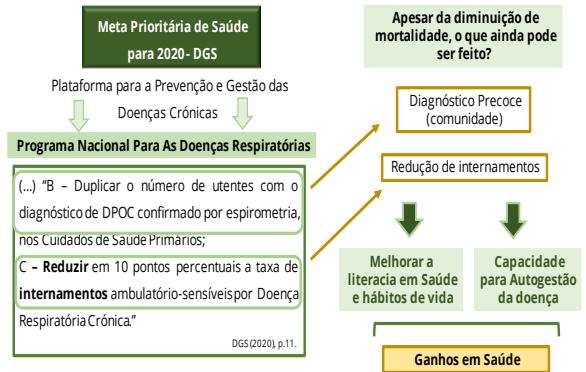 Meta Prioritária de Saúde
para 2020 - DGS
Plataforma para a Prevenção e Gestão das
Doenças Crónicas
Programa Nacional Para As Doenças Respiratórias
(...) “B – Duplicar o número de utentes com o
diagnóstico de DPOC confirmado por espirometria,
nos Cuidados de Saúde Primários;
C – Reduzir em 10 pontos percentuais a taxa de
internamentos ambulatório-sensíveis por Doença
Respiratória Crónica.”
DGS (2020), p.11.
Apesar da diminuição de
mortalidade, o que ainda pode
ser feito?
Diagnóstico Precoce
(comunidade)
Redução de internamentos
Melhorar a
literacia em Saúde
e hábitos de vida
Capacidade
para Autogestão
da doença
Ganhos em Saúde